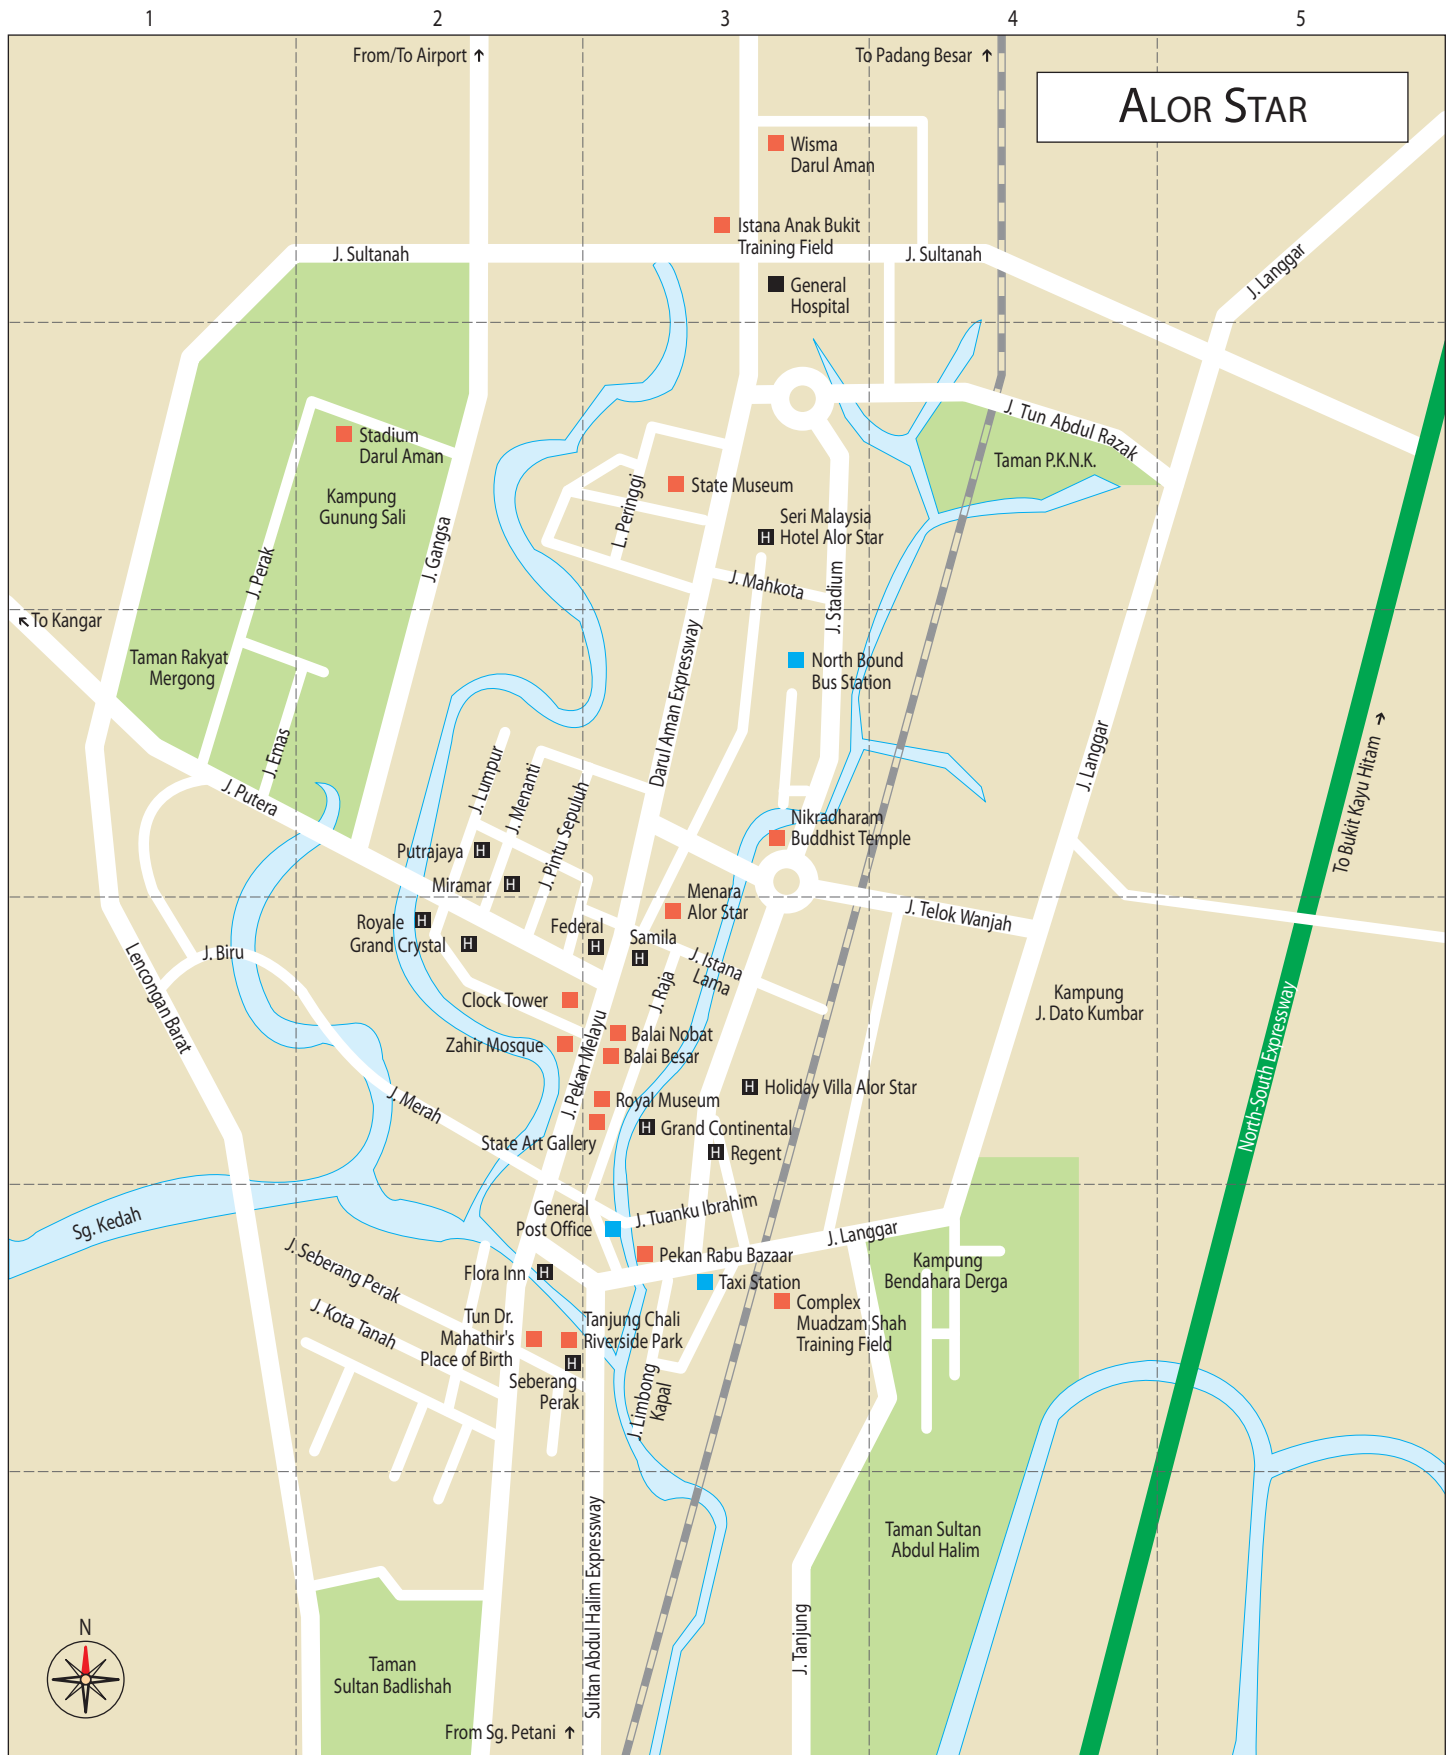 1
2
3
4
5
From/To Airport
To Padang Besar
ALOR STAR
Wisma
Darul Aman
Istana Anak Bukit
Training Field
J. Sultanah
J. Sultanah
J. Langgar
General
Hospital
J. Tun Abdul Razak
Stadium
Darul Aman
Taman P.K.N.K.
Kampung
Gunung Sali
State Museum
L. Peringgi
Seri Malaysia
Hotel Alor Star
J. Gangsa
J. Perak
J. Mahkota
J. Stadium
To Kangar
Taman Rakyat
Mergong
North Bound
Bus Station
Darul Aman Expressway
J. Emas
J. Putera
J. Lumpur
J. Menanti
J. Pintu Sepuluh
J. Langgar
To Bukit Kayu Hitam
Nikradharam
Buddhist Temple
Putrajaya
H
Miramar
H
Menara
Alor Star
J. Telok Wanjah
Royale
H
Grand Crystal
H
Federal
H
Samila
H
J. Istana
Lama
J. Biru
Lencongan Barat
J. Raja
Clock Tower
Kampung
J. Dato Kumbar
North-South Expressway
Balai Nobat
Zahir Mosque
Balai Besar
J. Pekan Melayu
J. Merah
H
Holiday Villa Alor Star
Royal Museum
H
Grand Continental
State Art Gallery
H
Regent
Sg. Kedah
General
Post Office
J. Tuanku Ibrahim
J. Langgar
J. Seberang Perak
Pekan Rabu Bazaar
Kampung
Bendahara Derga
Flora Inn
H
Taxi Station
J. Kota Tanah
Complex
Muadzam Shah
Training Field
Tun Dr.
Mahathir's
Place of Birth
Tanjung Chali
Riverside Park
H
Seberang
Perak
J. Limbong
Kapal
Sultan Abdul Halim Expressway
Taman Sultan
Abdul Halim
J. Tanjung
N
Taman
Sultan Badlishah
From Sg. Petani
H